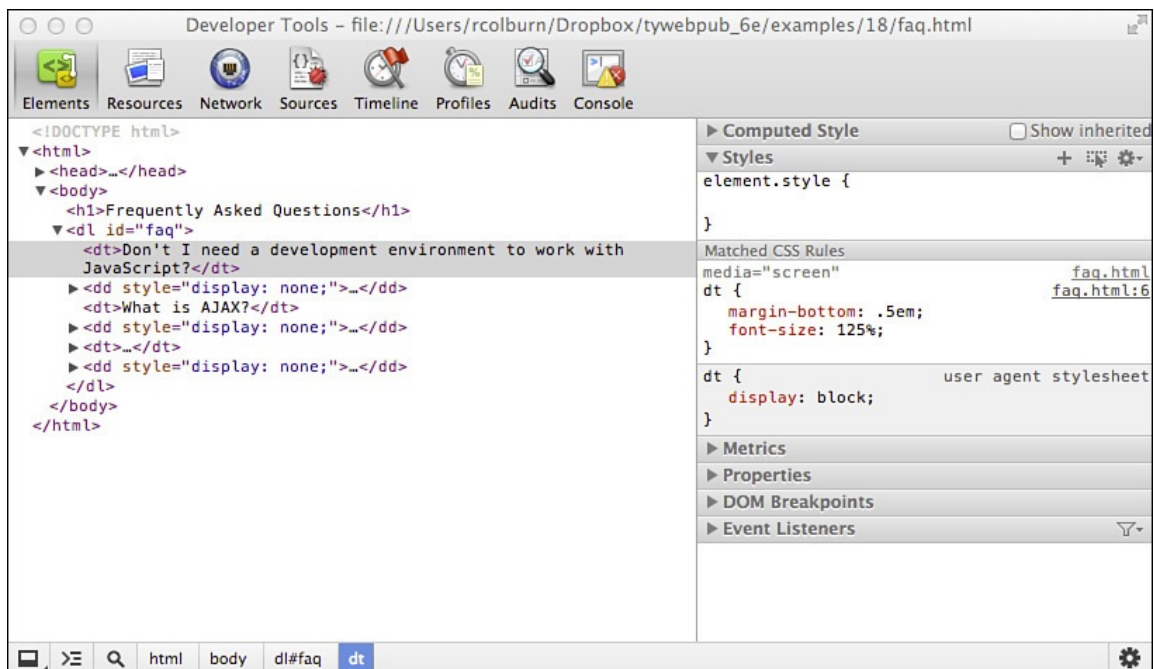 Developer Tools – file:///Users/rcolburn/Dropbox/tywebpub_6e/examples/18/faq.html
Elements Resources Network Sources Timeline Profiles Audits Console
<!DOCTYPE html>
▼<html>
▶<head>…</head>
▼<body>
<h1>Frequently Asked Questions</h1>
▼<dl id="faq">
<dt>Don't I need a development environment to work with
JavaScript?</dt>
▶<dd style="display: none;">…</dd>
<dt>What is AJAX?</dt>
▶<dd style="display: none;">…</dd>
▶<dt>…</dt>
▶<dd style="display: none;">…</dd>
</dl>
</body>
</html>
▶ Computed Style Show inherited
▼ Styles
element.style {
}
Matched CSS Rules
media="screen" faq.html
dt { faq.html:6
margin-bottom: .5em;
font-size: 125%;
}
dt { user agent stylesheet
display: block;
}
▶ Metrics
▶ Properties
▶ DOM Breakpoints
▶ Event Listeners
html body dl#faq dt